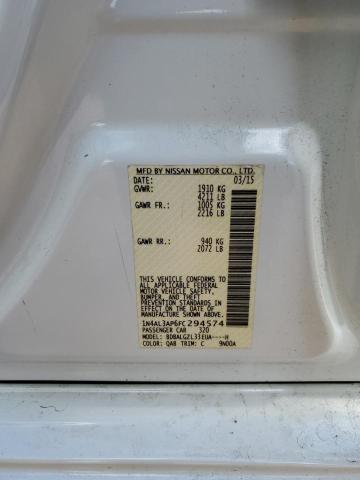 MFD BY NISSAN MOTOR CO., LTD.
DATE: 03/15
GVWR: 1910 KG
4211 LB
GAWR FR: 1005 KG
2216 LB
GAWR RR: 940 KG
2072 LB
THIS VEHICLE CONFORMS TO
ALL APPLICABLE FEDERAL
MOTOR VEHICLE SAFETY,
BUMPER, AND THEFT
PREVENTION STANDARDS IN
EFFECT ON THE DATE OF
MANUFACTURE SHOWN ABOVE.
1N4AL3AP6FC294574
PASSENGER CAR 320
MODEL: BDBALGZL33EUA----H
COLOR: QAB TRIM: C 9N00A